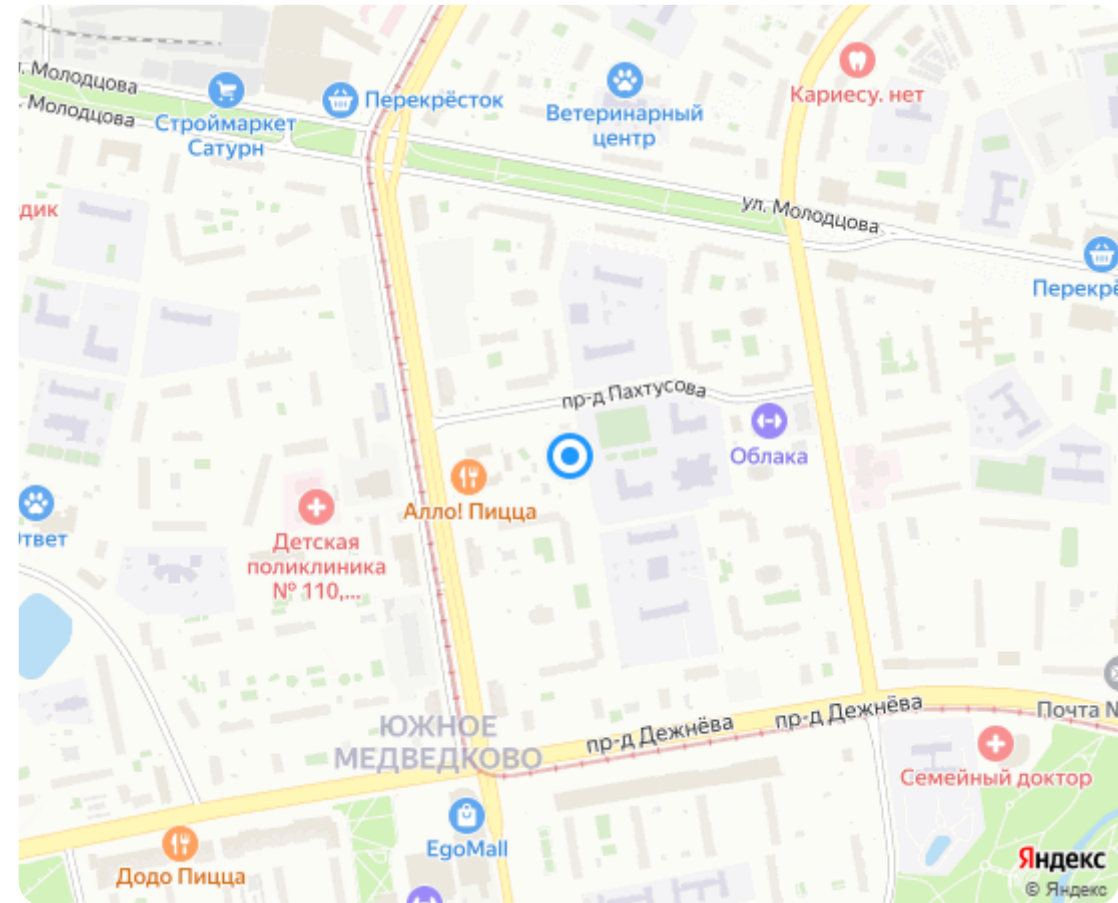 . Молодцова
. Молодцова
Строймаркет
Сатурн
Перекрёсток
Ветеринарный
центр
Кариесу. нет
ул. Молодцова
дик
Перекрё
пр-д Пахтусова
Облака
Алло! Пицца
Ответ
Детская
поликлиника
№ 110,...
ЮЖНОЕ
МЕДВЕДКОВО
пр-д Дежнёва
пр-д Дежнёва
Почта N
Семейный доктор
EgoMall
Додо Пицца
Яндекс
© Яндекс